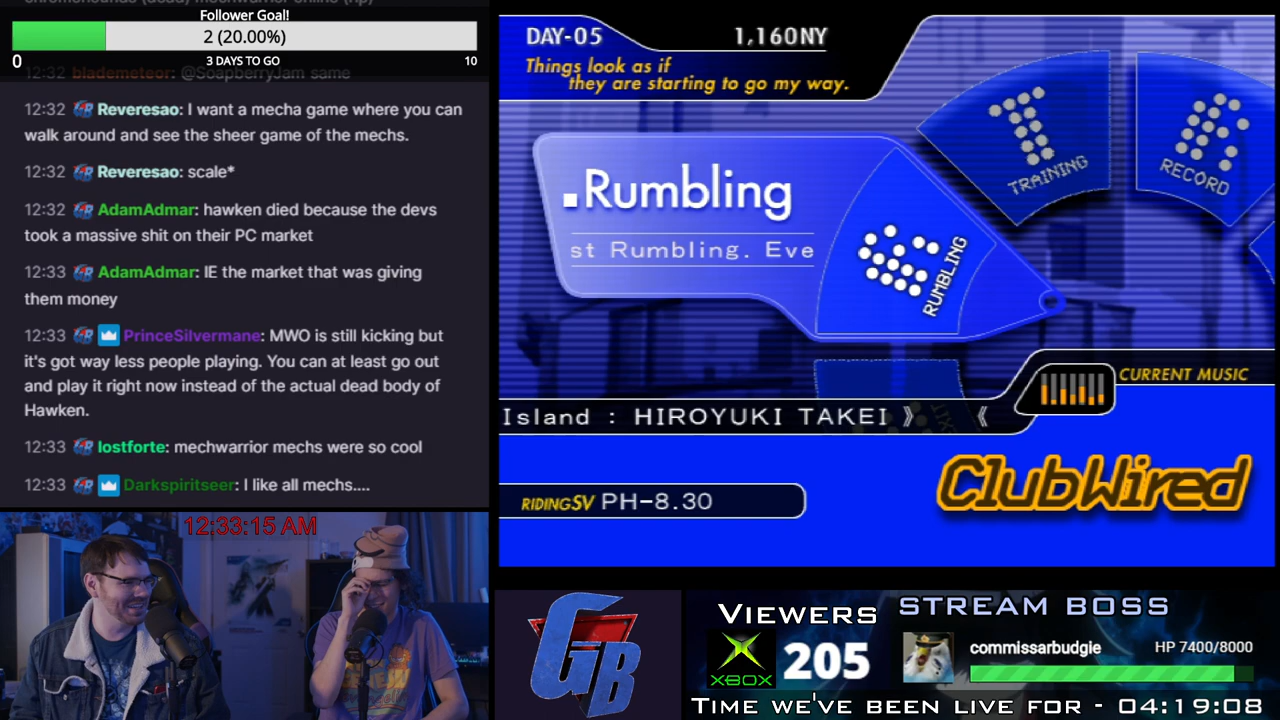 Follower Goal!
2 (20.00%)
0
3 DAYS TO GO
10
12:32 blademeteor: @SoapberryJam same
12:32 Reveresao: I want a mecha game where you can
walk around and see the sheer game of the mechs.
12:32 Reveresao: scale*
12:32 AdamAdmar: hawken died because the devs
took a massive shit on their PC market
12:33 AdamAdmar: IE the market that was giving
them money
12:33 PrinceSilvermane: MWO is still kicking but
it's got way less people playing. You can at least go out
and play it right now instead of the actual dead body of
Hawken.
12:33 lostforte: mechwarrior mechs were so cool
12:33 Darkspiritseer: I like all mechs....
12:33:15 AM
DAY-05
1,160NY
Things look as if
they are starting to go my way.
T
TRAINING
R
RECORD
Rumbling
st Rumbling. Eve
R
RUMBLING
EXIT
CURRENT MUSIC
Island : HIROYUKI TAKEI 》 《
ClubWired
RIDINGSV PH-8.30
GB
VIEWERS
XBOX
205
STREAM BOSS
commissarbudgie
HP 7400/8000
TIME WE'VE BEEN LIVE FOR - 04:19:08